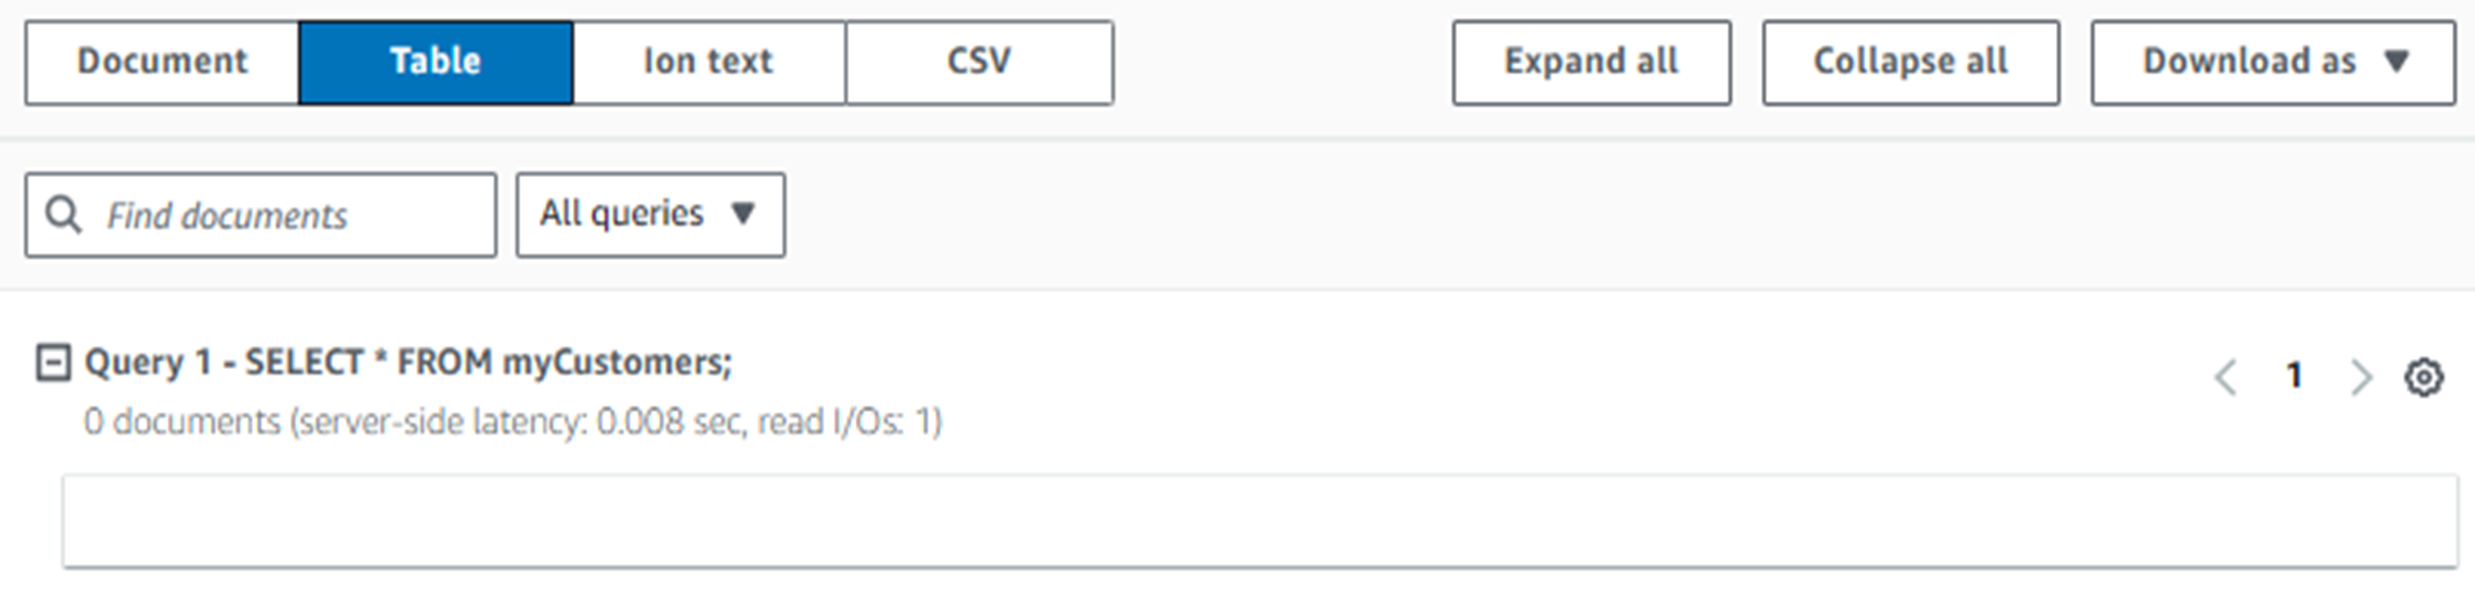 Document Table Ion text CSV Expand all Collapse all Download as
Find documents All queries
Query 1 - SELECT * FROM myCustomers;
1
0 documents (server-side latency: 0.008 sec, read I/Os: 1)